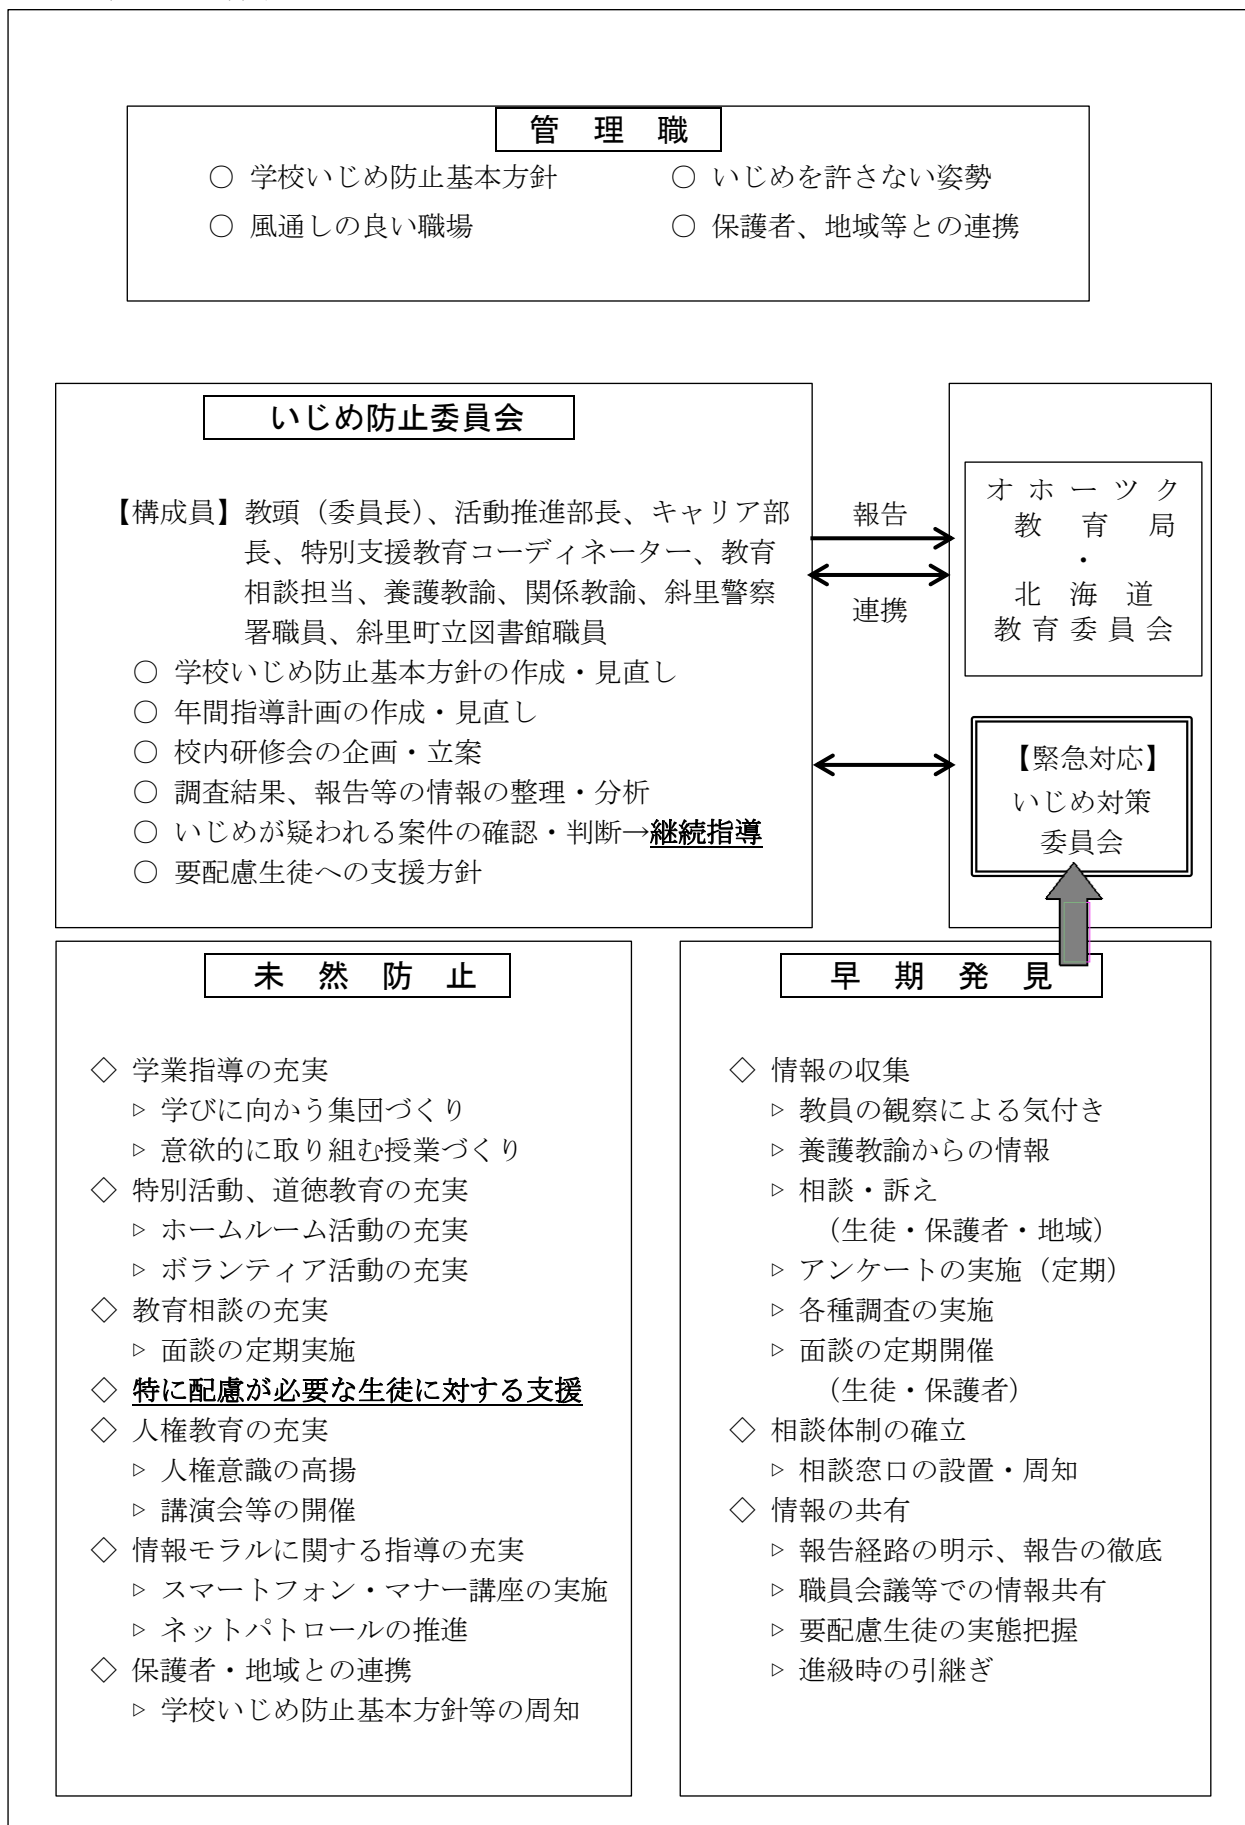 管 理 職
○ 学校いじめ防止基本方針
○ いじめを許さない姿勢
○ 風通しの良い職場
○ 保護者、地域等との連携
いじめ防止委員会
【構成員】教頭（委員長）、活動推進部長、キャリア部
長、特別支援教育コーディネーター、教育
相談担当、養護教諭、関係教諭、斜里警察
署職員、斜里町立図書館職員
○ 学校いじめ防止基本方針の作成・見直し
○ 年間指導計画の作成・見直し
○ 校内研修会の企画・立案
○ 調査結果、報告等の情報の整理・分析
○ いじめが疑われる案件の確認・判断→継続指導
○ 要配慮生徒への支援方針
報告
連携
オ ホ ー ツ ク
教 育 局
・
北 海 道
教 育 委 員 会
【緊急対応】
いじめ対策
委員会
未 然 防 止
◇ 学業指導の充実
▹ 学びに向かう集団づくり
▹ 意欲的に取り組む授業づくり
◇ 特別活動、道徳教育の充実
▹ ホームルーム活動の充実
▹ ボランティア活動の充実
◇ 教育相談の充実
▹ 面談の定期実施
◇ 特に配慮が必要な生徒に対する支援
◇ 人権教育の充実
▹ 人権意識の高揚
▹ 講演会等の開催
◇ 情報モラルに関する指導の充実
▹ スマートフォン・マナー講座の実施
▹ ネットパトロールの推進
◇ 保護者・地域との連携
▹ 学校いじめ防止基本方針等の周知
早 期 発 見
◇ 情報の収集
▹ 教員の観察による気付き
▹ 養護教諭からの情報
▹ 相談・訴え
（生徒・保護者・地域）
▹ アンケートの実施（定期）
▹ 各種調査の実施
▹ 面談の定期開催
（生徒・保護者）
◇ 相談体制の確立
▹ 相談窓口の設置・周知
◇ 情報の共有
▹ 報告経路の明示、報告の徹底
▹ 職員会議等での情報共有
▹ 要配慮生徒の実態把握
▹ 進級時の引継ぎ